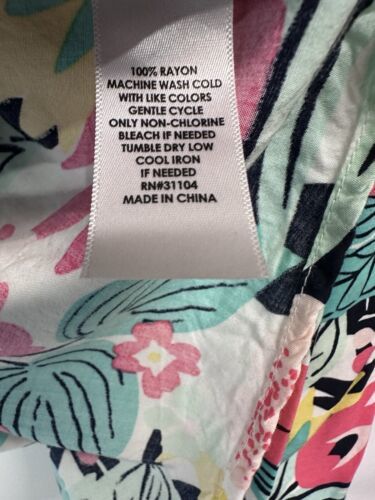 100% RAYON
MACHINE WASH COLD
WITH LIKE COLORS
GENTLE CYCLE
ONLY NON-CHLORINE
BLEACH IF NEEDED
TUMBLE DRY LOW
COOL IRON
IF NEEDED
RN#31104
MADE IN CHINA